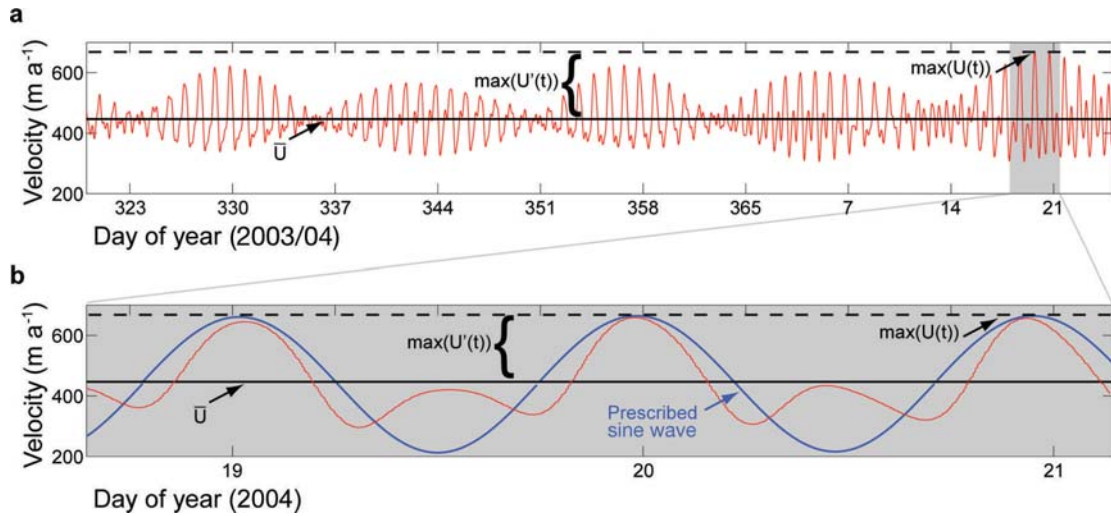 a
Velocity (m a⁻¹)
600
400
200
max(U'(t))
max(U(t))
U̅
323 330 337 344 351 358 365 7 14 21
Day of year (2003/04)
b
Velocity (m a⁻¹)
600
400
200
max(U'(t))
max(U(t))
U̅
Prescribed
sine wave
19 20 21
Day of year (2004)